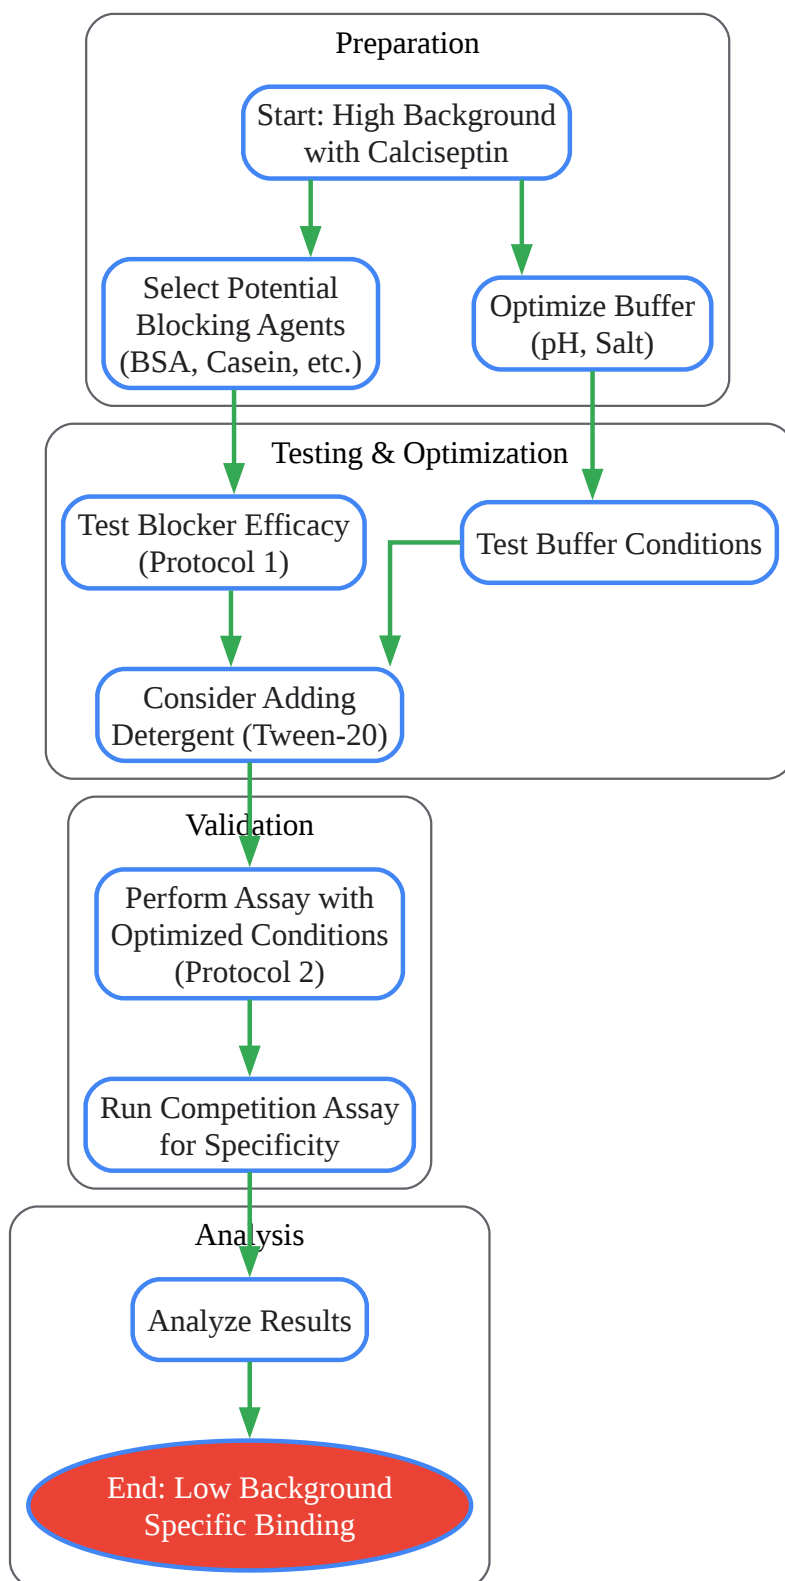 Preparation
Start: High Background
with Calciseptin
Select Potential
Blocking Agents
(BSA, Casein, etc.)
Optimize Buffer
(pH, Salt)
Testing & Optimization
Test Blocker Efficacy
(Protocol 1)
Test Buffer Conditions
Consider Adding
Detergent (Tween-20)
Validation
Perform Assay with
Optimized Conditions
(Protocol 2)
Run Competition Assay
for Specificity
Analysis
Analyze Results
End: Low Background
Specific Binding